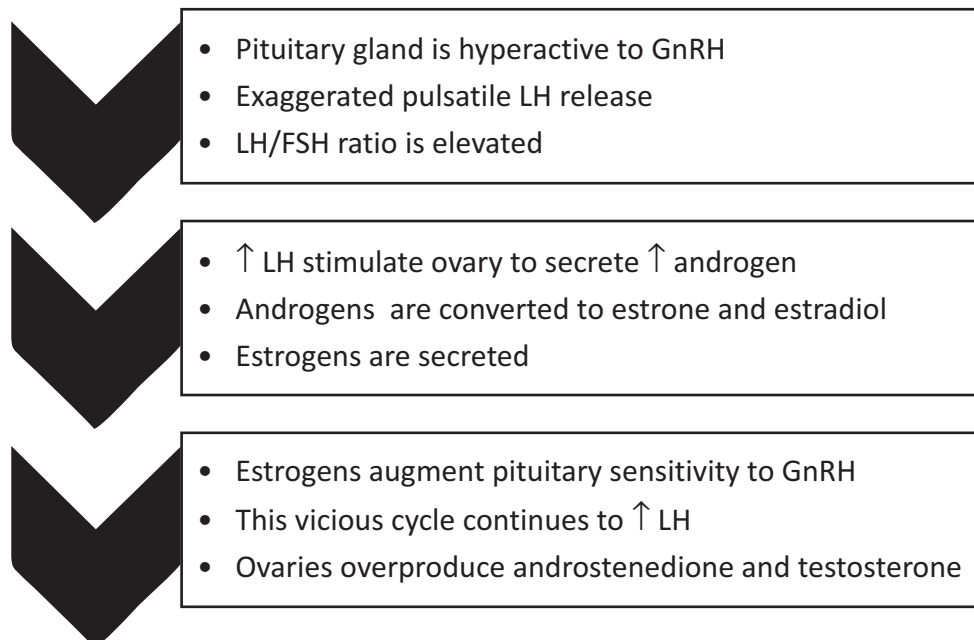 • Pituitary gland is hyperactive to GnRH
• Exaggerated pulsatile LH release
• LH/FSH ratio is elevated
• ↑ LH stimulate ovary to secrete ↑ androgen
• Androgens  are converted to estrone and estradiol
• Estrogens are secreted
• Estrogens augment pituitary sensitivity to GnRH
• This vicious cycle continues to ↑ LH
• Ovaries overproduce androstenedione and testosterone